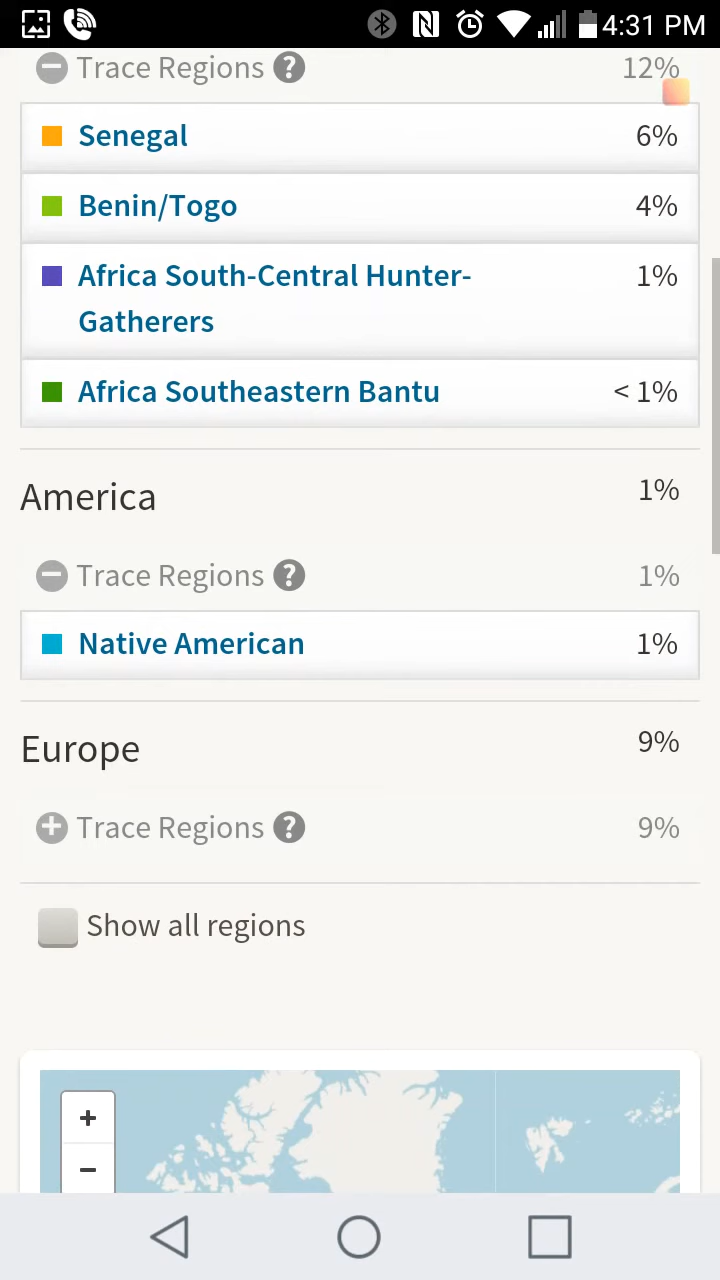 4:31 PM
Trace Regions ? 12%
Senegal 6%
Benin/Togo 4%
Africa South-Central Hunter- 1%
Gatherers
Africa Southeastern Bantu < 1%
America 1%
Trace Regions ? 1%
Native American 1%
Europe 9%
Trace Regions ? 9%
Show all regions
+
−